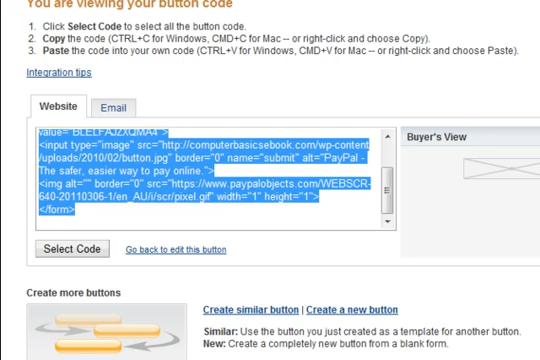 You are viewing your button code
1. Click Select Code to select all the button code.
2. Copy the code (CTRL+C for Windows, CMD+C for Mac -- or right-click and choose Copy).
3. Paste the code into your own code (CTRL+V for Windows, CMD+V for Mac -- or right-click and choose Paste).
Integration tips
Website Email
<input type="image" src="http://computerbasicsebook.com/wp-content
/uploads/2010/02/button.jpg" border="0" name="submit" alt="PayPal -
The safer, easier way to pay online.">
<img alt="" border="0" src="https://www.paypalobjects.com/WEBSCR-
640-20110306-1/en_AU/i/scr/pixel.gif" width="1" height="1">
</form>
Buyer's View
Select Code Go back to edit this button
Create more buttons
Create similar button | Create a new button
Similar: Use the button you just created as a template for another button.
New: Create a completely new button from a blank form.